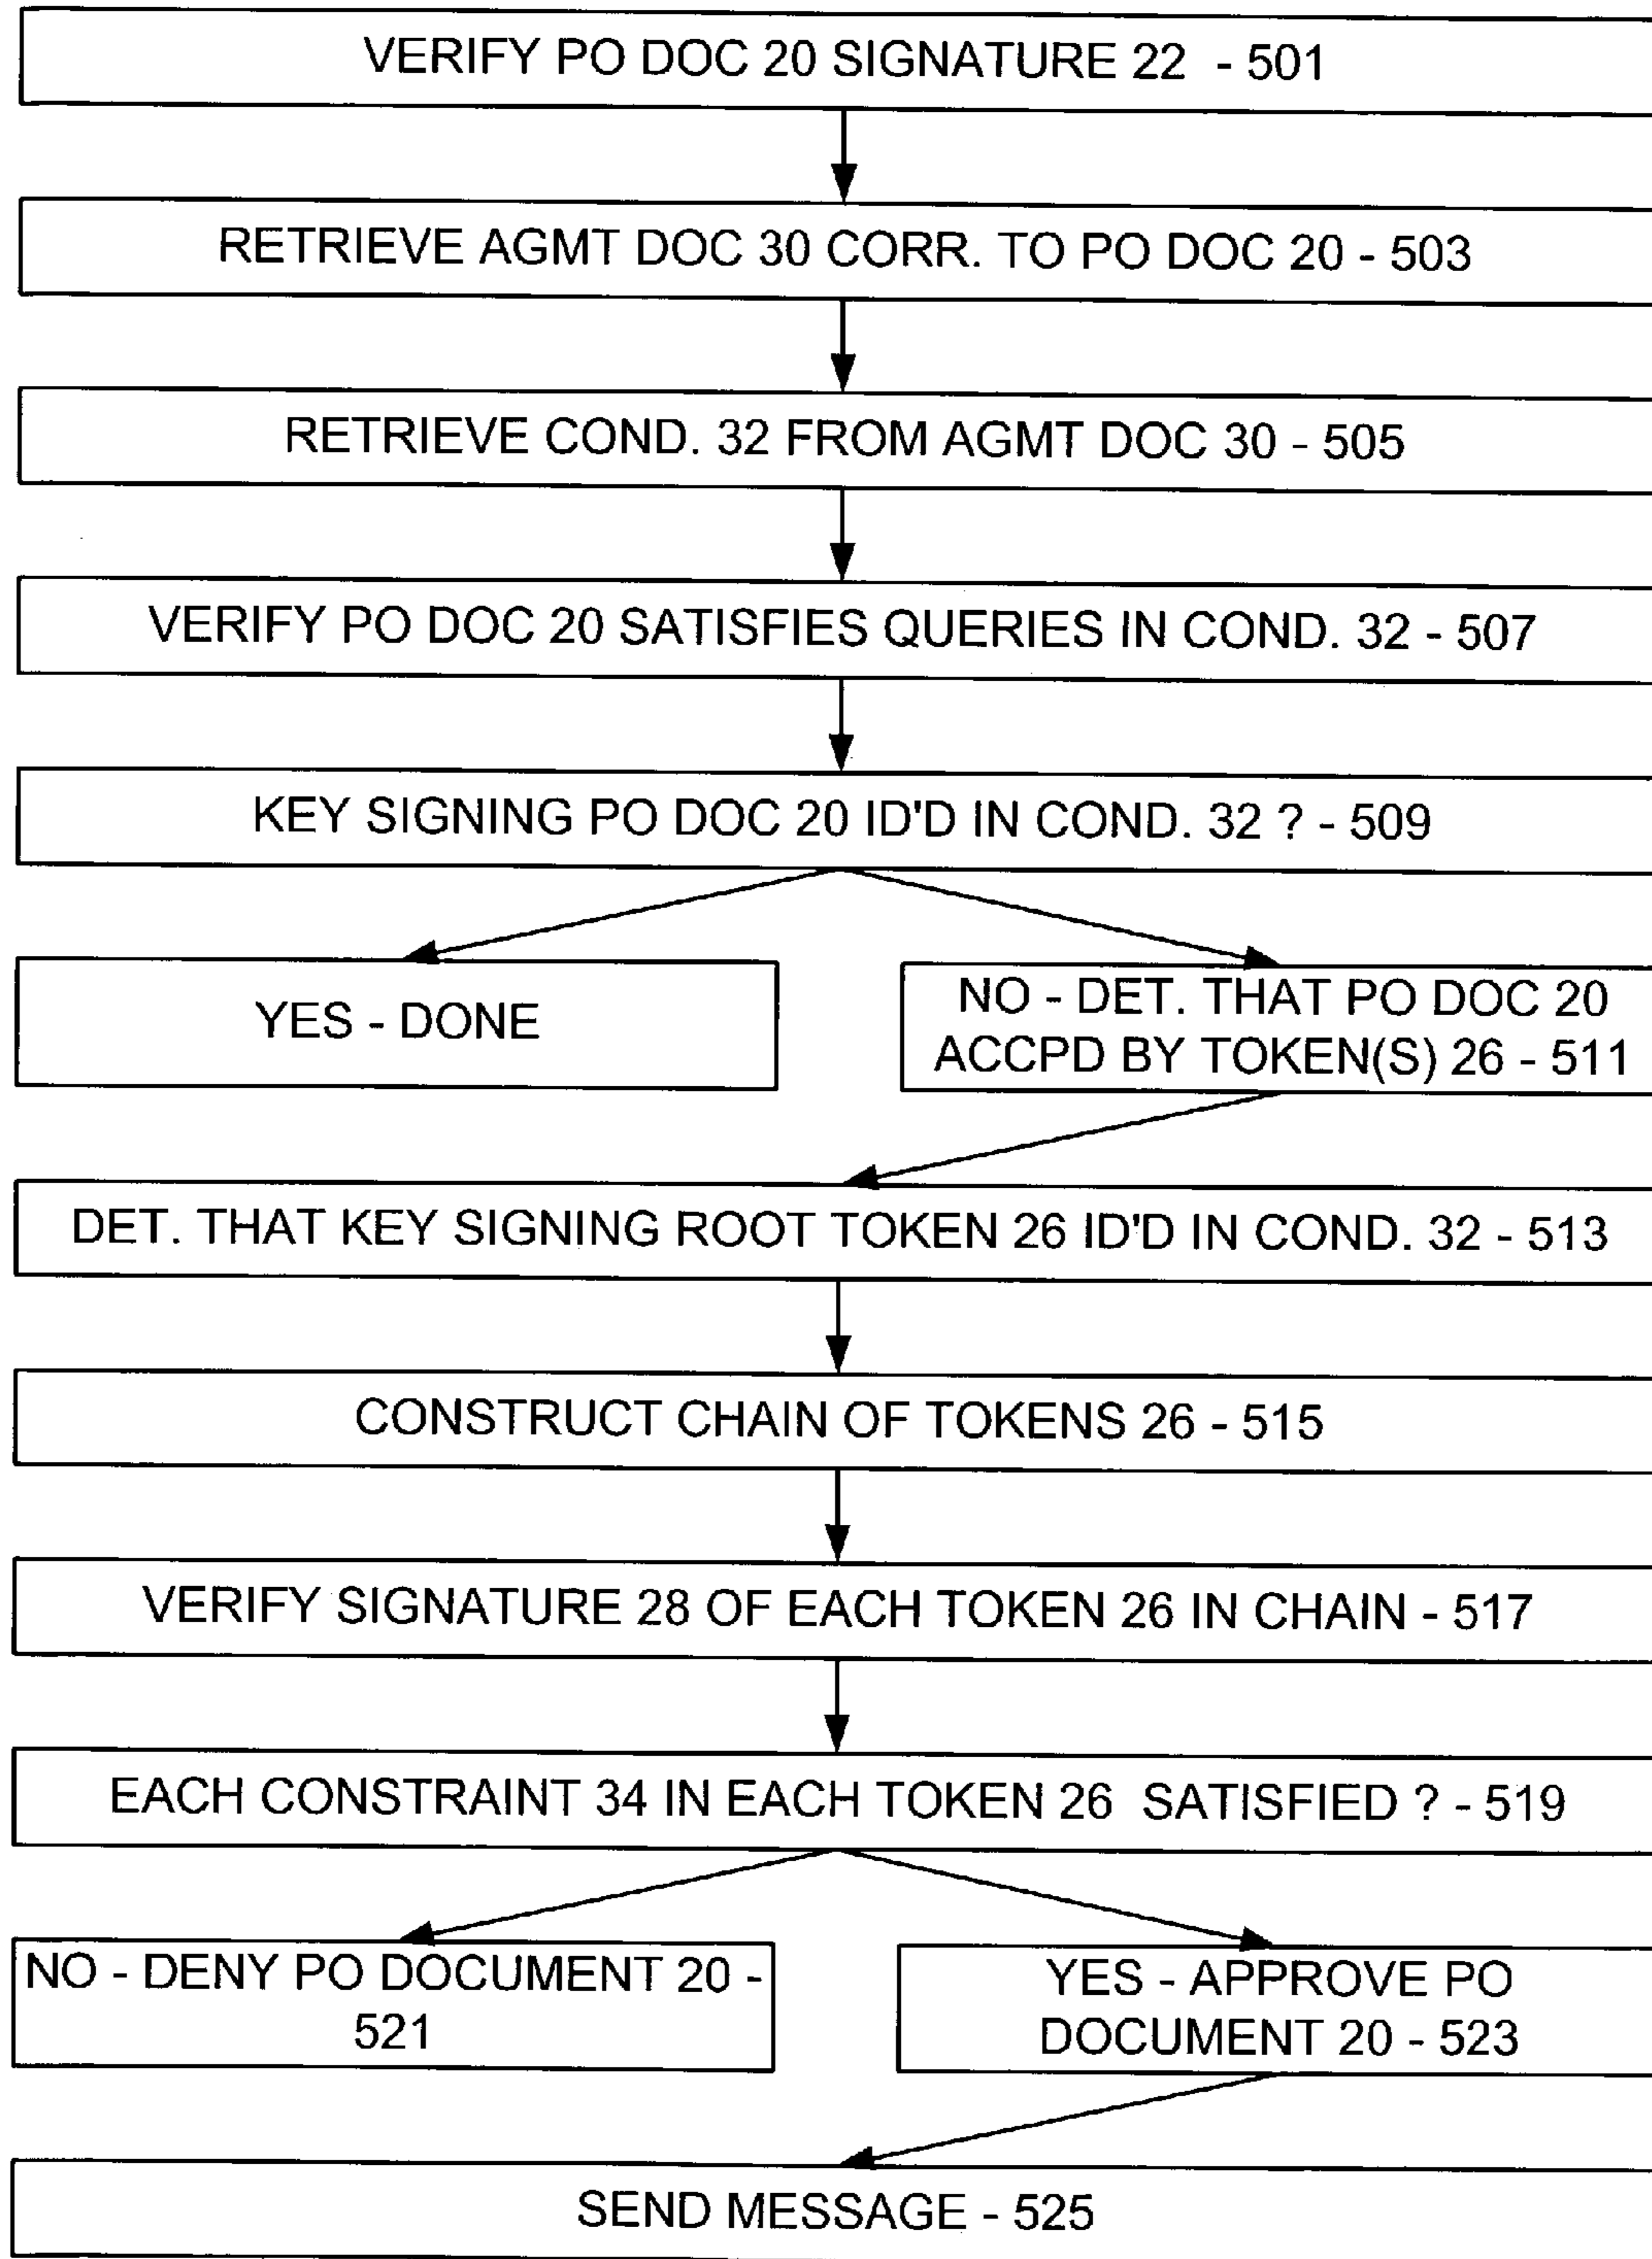 VERIFY PO DOC 20 SIGNATURE 22 - 501
RETRIEVE AGMT DOC 30 CORR. TO PO DOC 20 - 503
RETRIEVE COND. 32 FROM AGMT DOC 30 - 505
VERIFY PO DOC 20 SATISFIES QUERIES IN COND. 32 - 507
KEY SIGNING PO DOC 20 ID'D IN COND. 32 ? - 509
YES - DONE
NO - DET. THAT PO DOC 20
ACCPD BY TOKEN(S) 26 - 511
DET. THAT KEY SIGNING ROOT TOKEN 26 ID'D IN COND. 32 - 513
CONSTRUCT CHAIN OF TOKENS 26 - 515
VERIFY SIGNATURE 28 OF EACH TOKEN 26 IN CHAIN - 517
EACH CONSTRAINT 34 IN EACH TOKEN 26 SATISFIED ? - 519
NO - DENY PO DOCUMENT 20 -
521
YES - APPROVE PO
DOCUMENT 20 - 523
SEND MESSAGE - 525